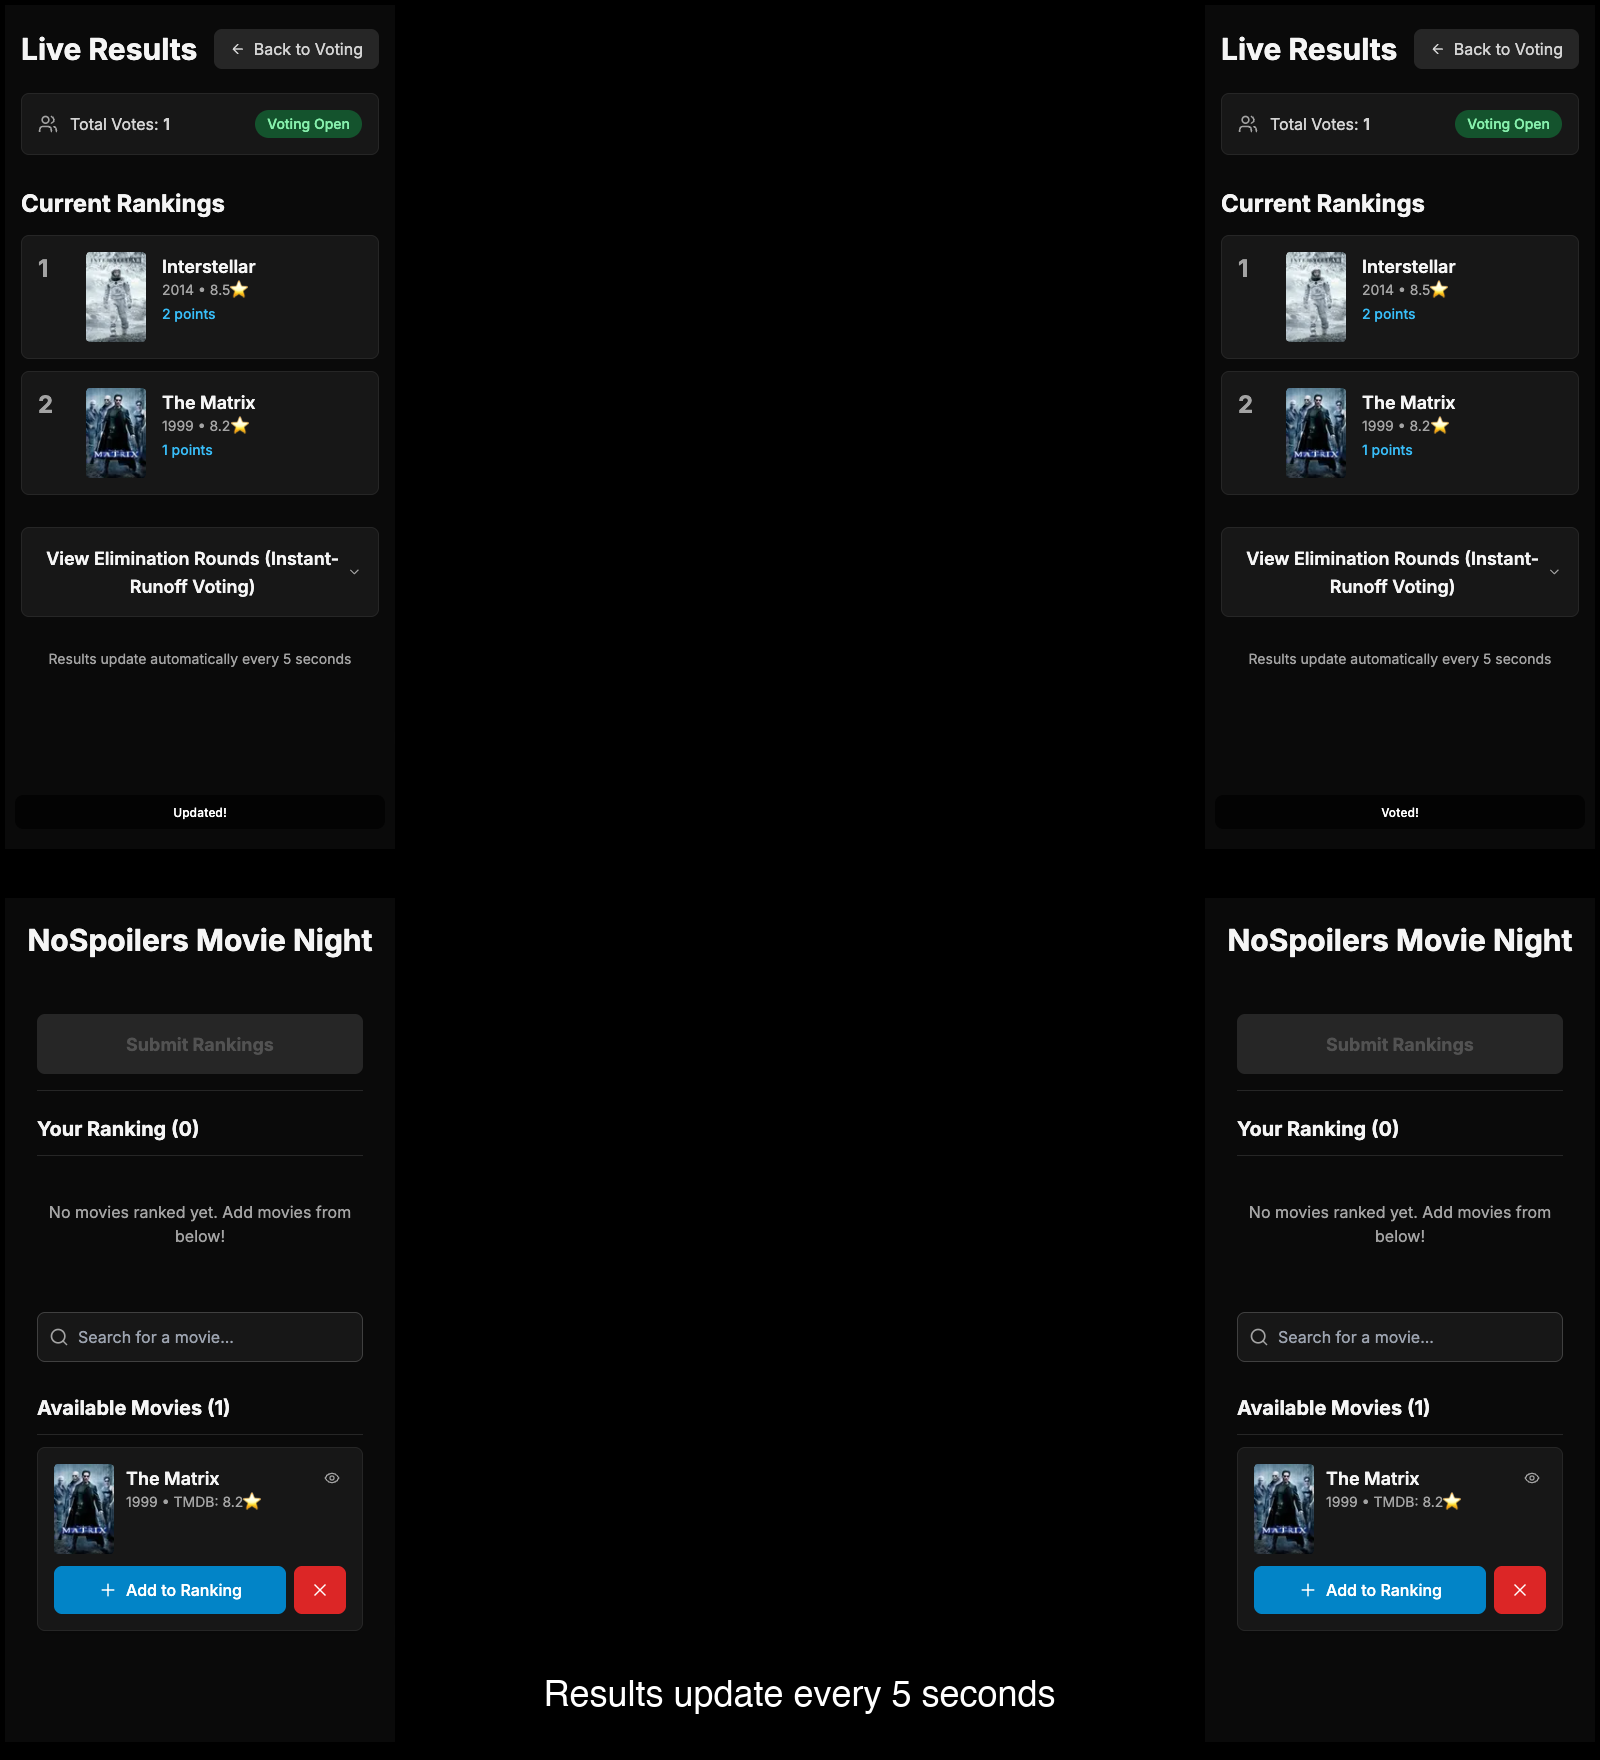 Live Results
Back to Voting
Total Votes: 1
Voting Open
Current Rankings
1
Interstellar
2014 • 8.5⭐
2 points
2
The Matrix
1999 • 8.2⭐
1 points
MATRIX
View Elimination Rounds (Instant-
Runoff Voting)
Results update automatically every 5 seconds
Updated!
Live Results
Back to Voting
Total Votes: 1
Voting Open
Current Rankings
1
Interstellar
2014 • 8.5⭐
2 points
2
The Matrix
1999 • 8.2⭐
1 points
MATRIX
View Elimination Rounds (Instant-
Runoff Voting)
Results update automatically every 5 seconds
Voted!
NoSpoilers Movie Night
Submit Rankings
Your Ranking (0)
No movies ranked yet. Add movies from
below!
Search for a movie...
Available Movies (1)
The Matrix
1999 • TMDB: 8.2⭐
MATRIX
Add to Ranking
NoSpoilers Movie Night
Submit Rankings
Your Ranking (0)
No movies ranked yet. Add movies from
below!
Search for a movie...
Available Movies (1)
The Matrix
1999 • TMDB: 8.2⭐
MATRIX
Add to Ranking
Results update every 5 seconds